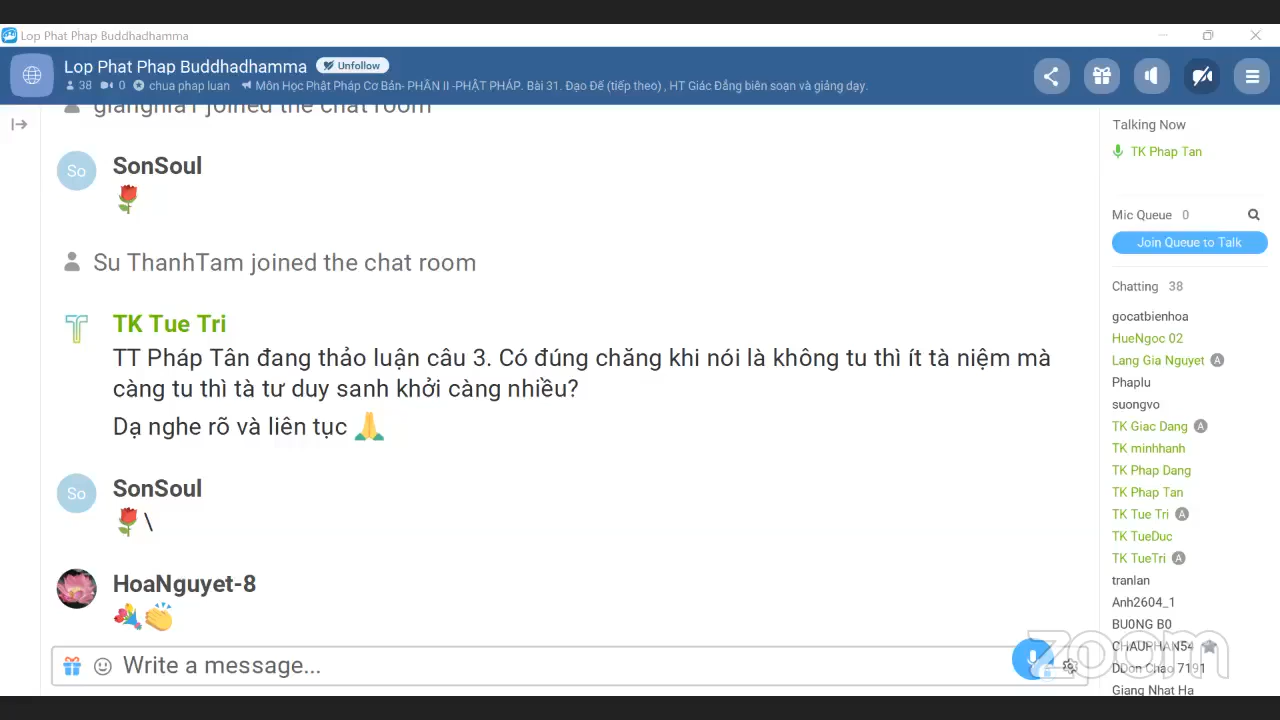 Lop Phat Phap Buddhadhamma
Lop Phat Phap Buddhadhamma
Unfollow
38 0 chua phap luan Môn Học Phật Pháp Cơ Bản- PHẦN II -PHẬT PHÁP. Bài 31. Đạo Đế (tiếp theo) , HT Giác Đẳng biên soạn và giảng dạy.
gianghia1 joined the chat room
So
SonSoul
Su ThanhTam joined the chat room
T
TK Tue Tri
TT Pháp Tân đang thảo luận câu 3. Có đúng chăng khi nói là không tu thì ít tà niệm mà
càng tu thì tà tư duy sanh khởi càng nhiều?
Dạ nghe rõ và liên tục 🙏
So
SonSoul
🌹\
HoaNguyet-8
Write a message...
Talking Now
TK Phap Tan
Mic Queue 0
Join Queue to Talk
Chatting 38
gocatbienhoa
HueNgoc 02
Lang Gia Nguyet A
Phaplu
suongvo
TK Giac Dang A
TK minhhanh
TK Phap Dang
TK Phap Tan
TK Tue Tri A
TK TueDuc
TK TueTri A
tranlan
Anh2604_1
BU0NG B0
CHAUPHAN54
DDon Chao 7191
Giang Nhat Ha
zoom